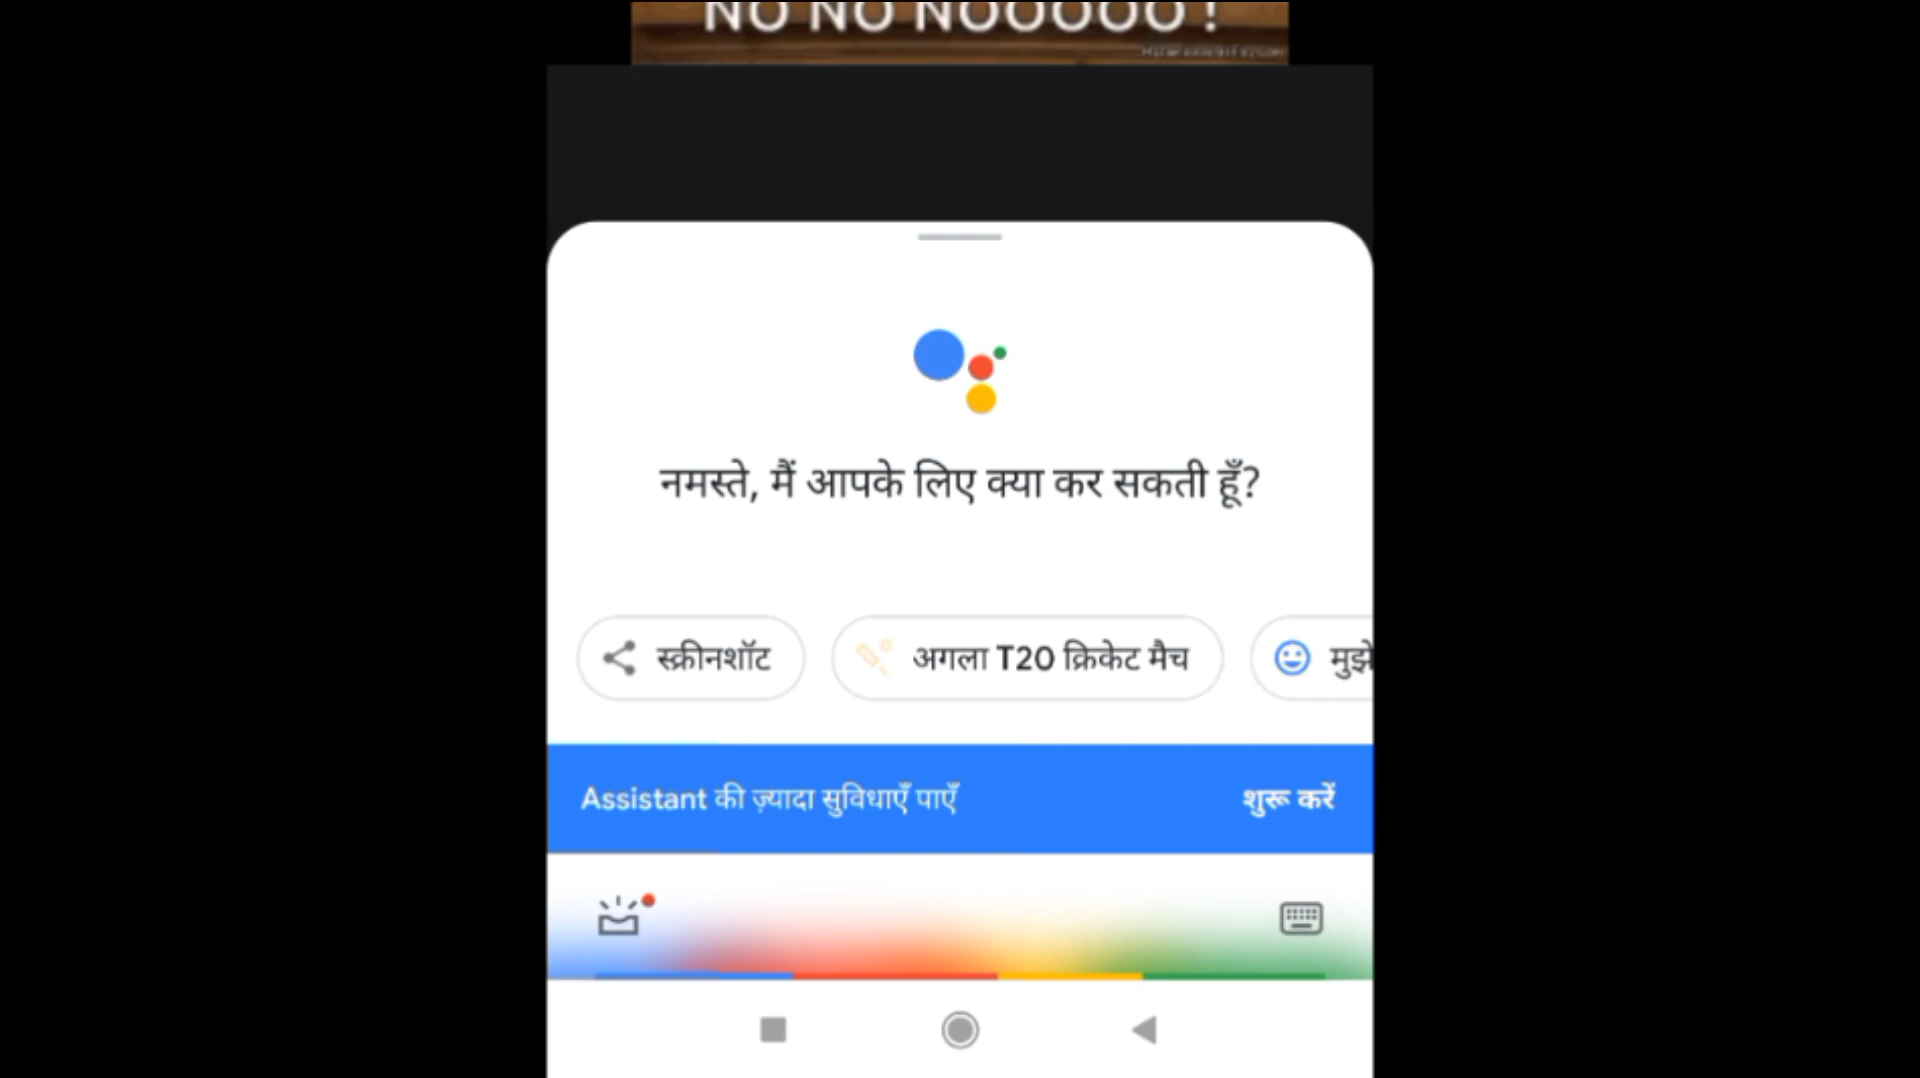 NO NO NOOOOO !
नमस्ते, मैं आपके लिए क्या कर सकती हूँ?
स्क्रीनशॉट
अगला T20 क्रिकेट मैच
मुझे
Assistant की ज़्यादा सुविधाएँ पाएँ
शुरू करें